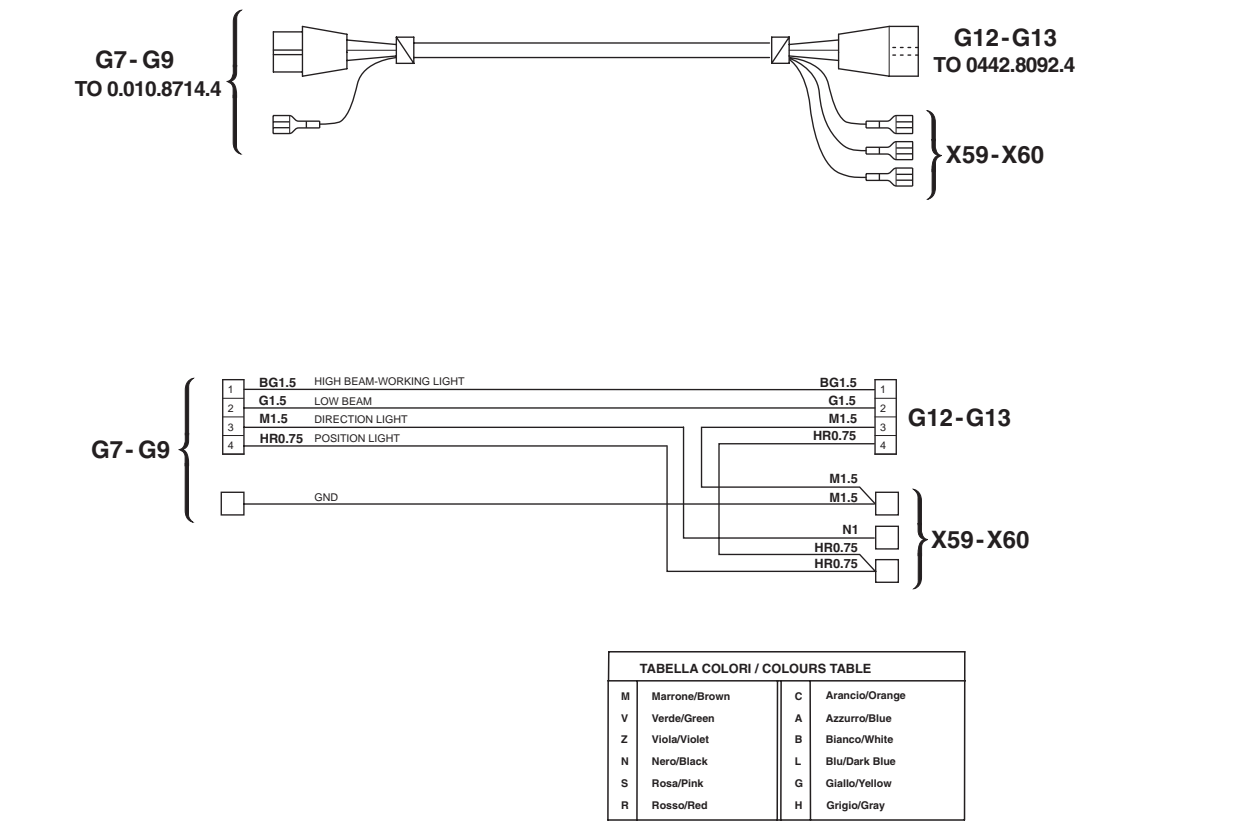 G7-G9
TO 0.010.8714.4
G12-G13
TO 0442.8092.4
X59-X60
1 BG1.5 HIGH BEAM-WORKING LIGHT BG1.5 1
2 G1.5 LOW BEAM G1.5 2
3 M1.5 DIRECTION LIGHT M1.5 3
4 HR0.75 POSITION LIGHT HR0.75 4
G7-G9
G12-G13
M1.5
GND M1.5
N1
HR0.75
HR0.75
X59-X60
TABELLA COLORI / COLOURS TABLE
M Marrone/Brown C Arancio/Orange
V Verde/Green A Azzurro/Blue
Z Viola/Violet B Bianco/White
N Nero/Black L Blu/Dark Blue
S Rosa/Pink G Giallo/Yellow
R Rosso/Red H Grigio/Gray